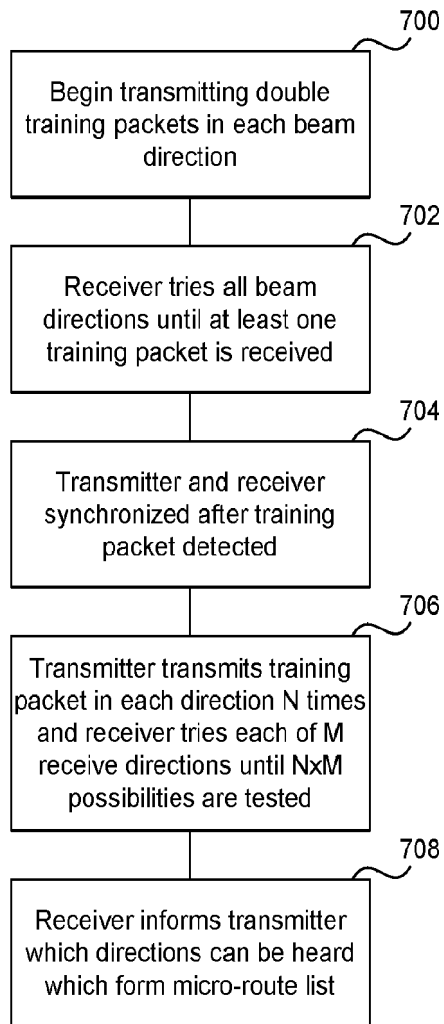 700
Begin transmitting double
training packets in each beam
direction
702
Receiver tries all beam
directions until at least one
training packet is received
704
Transmitter and receiver
synchronized after training
packet detected
706
Transmitter transmits training
packet in each direction N times
and receiver tries each of M
receive directions until NxM
possibilities are tested
708
Receiver informs transmitter
which directions can be heard
which form micro-route list